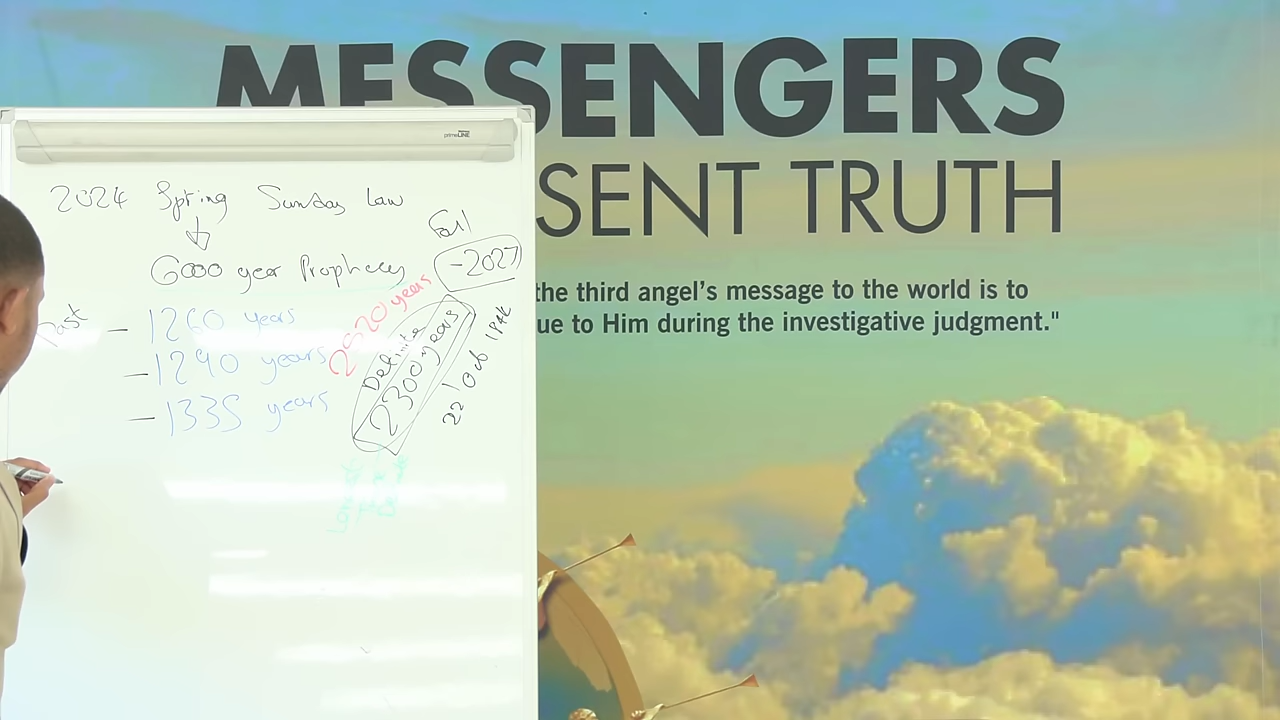 MESSENGERS
SENT TRUTH
the third angel's message to the world is to
ue to Him during the investigative judgment."
primeLINE
2024 Spring Sunday Law
Fall
6000 year Prophecy
-2027
Past
- 1260 years
2520 years
- 1290 years
Definite
2300 years
22 Oct 1844
- 1335 years